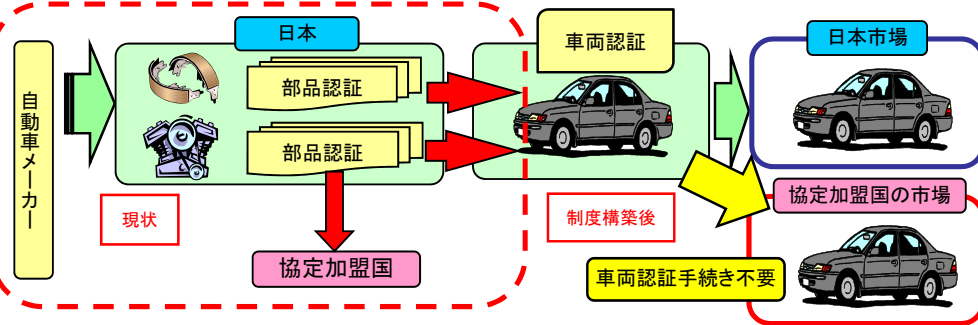 自動車メーカー
日本
部品認証
部品認証
現状
協定加盟国
車両認証
制度構築後
車両認証手続き不要
日本市場
協定加盟国の市場